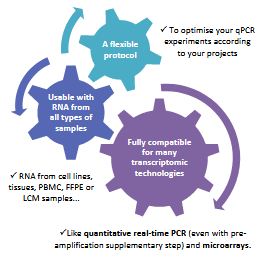 A flexible
protocol
✓ To optimise your qPCR
experiments according
to your projects
Usable with
RNA from
all types of
samples
Fully compatible
for many
transcriptomic
technologies
✓ RNA from cell lines,
tissues, PBMC, FFPE or
LCM samples...
✓Like quantitative real-time PCR (even with pre-
amplification supplementary step) and microarrays.